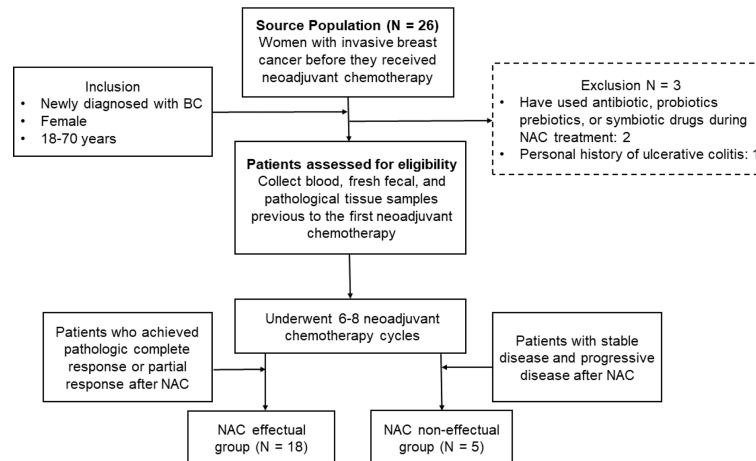 Source Population (N = 26)
Women with invasive breast
cancer before they received
neoadjuvant chemotherapy
Inclusion
• Newly diagnosed with BC
• Female
• 18-70 years
Exclusion N = 3
• Have used antibiotic, probiotics
prebiotics, or symbiotic drugs during
NAC treatment: 2
• Personal history of ulcerative colitis: 1
Patients assessed for eligibility
Collect blood, fresh fecal, and
pathological tissue samples
previous to the first neoadjuvant
chemotherapy
Underwent 6-8 neoadjuvant
chemotherapy cycles
Patients who achieved
pathologic complete
response or partial
response after NAC
Patients with stable
disease and progressive
disease after NAC
NAC effectual
group (N = 18)
NAC non-effectual
group (N = 5)